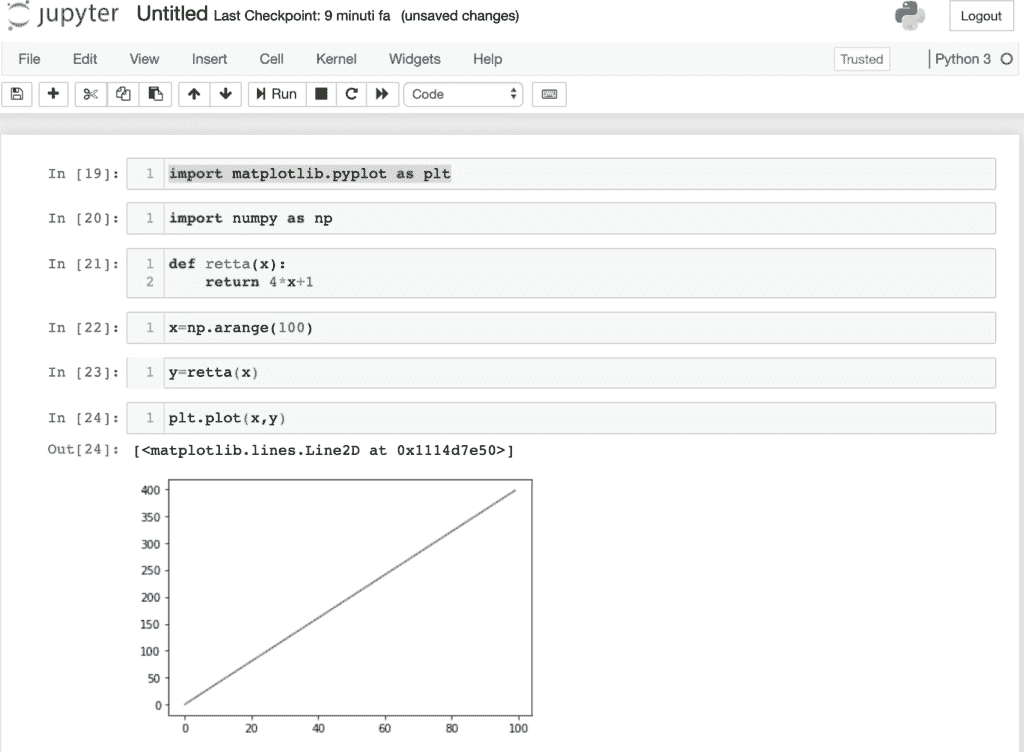 jupyter Untitled Last Checkpoint: 9 minuti fa (unsaved changes) Logout
File Edit View Insert Cell Kernel Widgets Help Trusted Python 3
Run Code
In [19]: 1 import matplotlib.pyplot as plt
In [20]: 1 import numpy as np
In [21]: 1 def retta(x):
2 return 4*x+1
In [22]: 1 x=np.arange(100)
In [23]: 1 y=retta(x)
In [24]: 1 plt.plot(x,y)
Out[24]: [<matplotlib.lines.Line2D at 0x1114d7e50>]
400
350
300
250
200
150
100
50
0
0 20 40 60 80 100